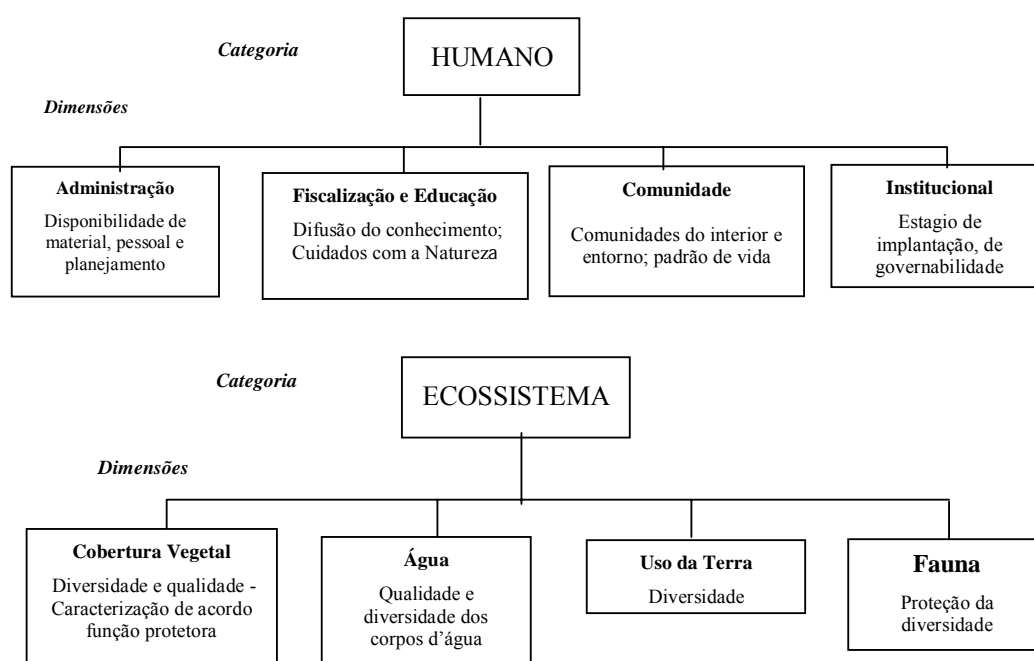 Categoria
HUMANO
Dimensões
Administração
Disponibilidade de
material, pessoal e
planejamento
Fiscalização e Educação
Difusão do conhecimento;
Cuidados com a Natureza
Comunidade
Comunidades do interior e
entorno; padrão de vida
Institucional
Estagio de
implantação, de
governabilidade
Categoria
ECOSSISTEMA
Dimensões
Cobertura Vegetal
Diversidade e qualidade -
Caracterização de acordo
função protetora
Água
Qualidade e
diversidade dos
corpos d’água
Uso da Terra
Diversidade
Fauna
Proteção da
diversidade